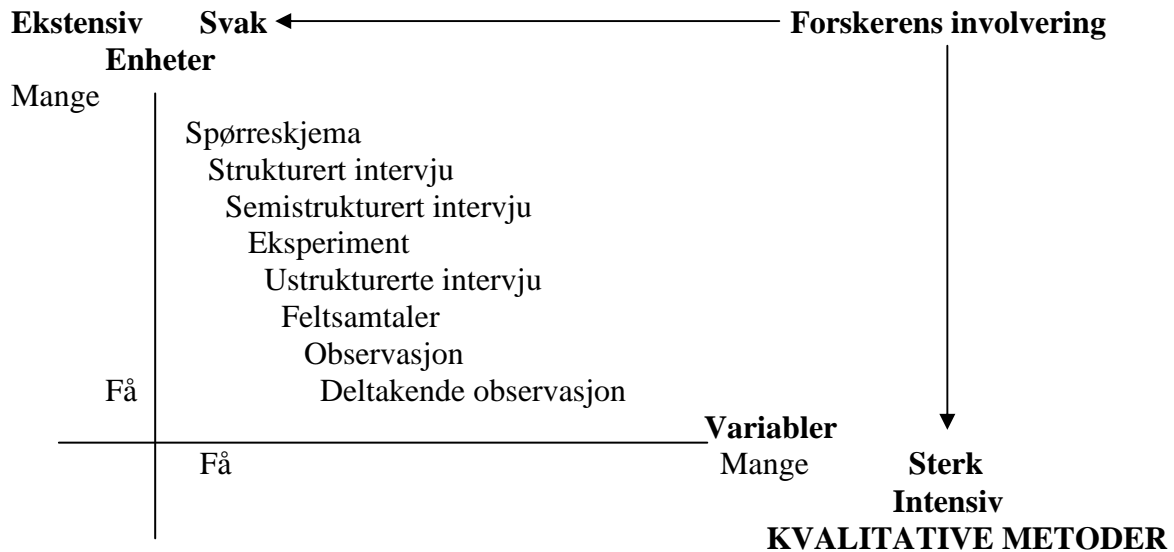 Ekstensiv Svak Forskerens involvering
Enheter
Mange
Spørreskjema
Strukturert intervju
Semistrukturert intervju
Eksperiment
Ustrukturerte intervju
Feltsamtaler
Observasjon
Få Deltakende observasjon
Variabler
Få Mange Sterk
Intensiv
KVALITATIVE METODER